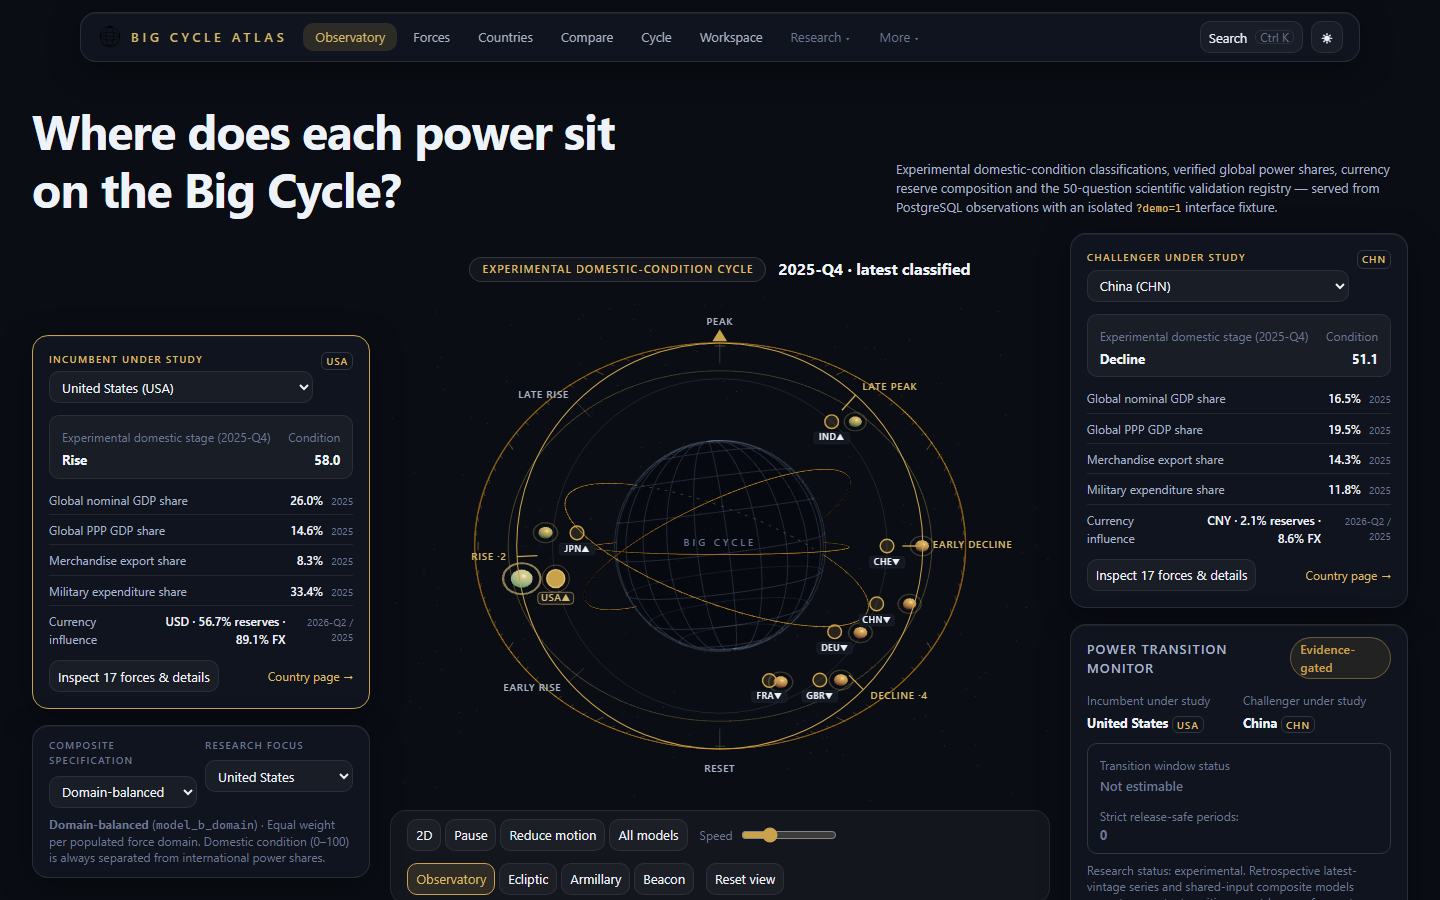 BIG CYCLE ATLAS
Observatory
Forces
Countries
Compare
Cycle
Workspace
Research
More
Search Ctrl K
Where does each power sit
on the Big Cycle?
Experimental domestic-condition classifications, verified global power shares, currency
reserve composition and the 50-question scientific validation registry — served from
PostgreSQL observations with an isolated ?demo=1 interface fixture.
INCUMBENT UNDER STUDY
USA
United States (USA)
Experimental domestic stage (2025-Q4) Condition
Rise 58.0
Global nominal GDP share 26.0% 2025
Global PPP GDP share 14.6% 2025
Merchandise export share 8.3% 2025
Military expenditure share 33.4% 2025
Currency USD · 56.7% reserves · 2026-Q2 /
influence 89.1% FX 2025
Inspect 17 forces & details Country page →
COMPOSITE
SPECIFICATION
Domain-balanced
RESEARCH FOCUS
United States
Domain-balanced (model_b_domain) · Equal weight
per populated force domain. Domestic condition (0–100)
is always separated from international power shares.
EXPERIMENTAL DOMESTIC-CONDITION CYCLE 2025-Q4 · latest classified
PEAK
LATE PEAK
LATE RISE
IND▲
BIG CYCLE
JPN▲
RISE ·2
EARLY DECLINE
CHE▼
USA▲
CHN▼
DEU▼
EARLY RISE
FRA▼
GBR▼
DECLINE ·4
RESET
2D Pause Reduce motion All models Speed
Observatory Ecliptic Armillary Beacon Reset view
CHALLENGER UNDER STUDY
CHN
China (CHN)
Experimental domestic stage (2025-Q4) Condition
Decline 51.1
Global nominal GDP share 16.5% 2025
Global PPP GDP share 19.5% 2025
Merchandise export share 14.3% 2025
Military expenditure share 11.8% 2025
Currency CNY · 2.1% reserves · 2026-Q2 /
influence 8.6% FX 2025
Inspect 17 forces & details Country page →
POWER TRANSITION
MONITOR
Evidence-
gated
Incumbent under study Challenger under study
United States USA China CHN
Transition window status
Not estimable
Strict release-safe periods:
0
Research status: experimental. Retrospective latest-
vintage series and shared-input composite models